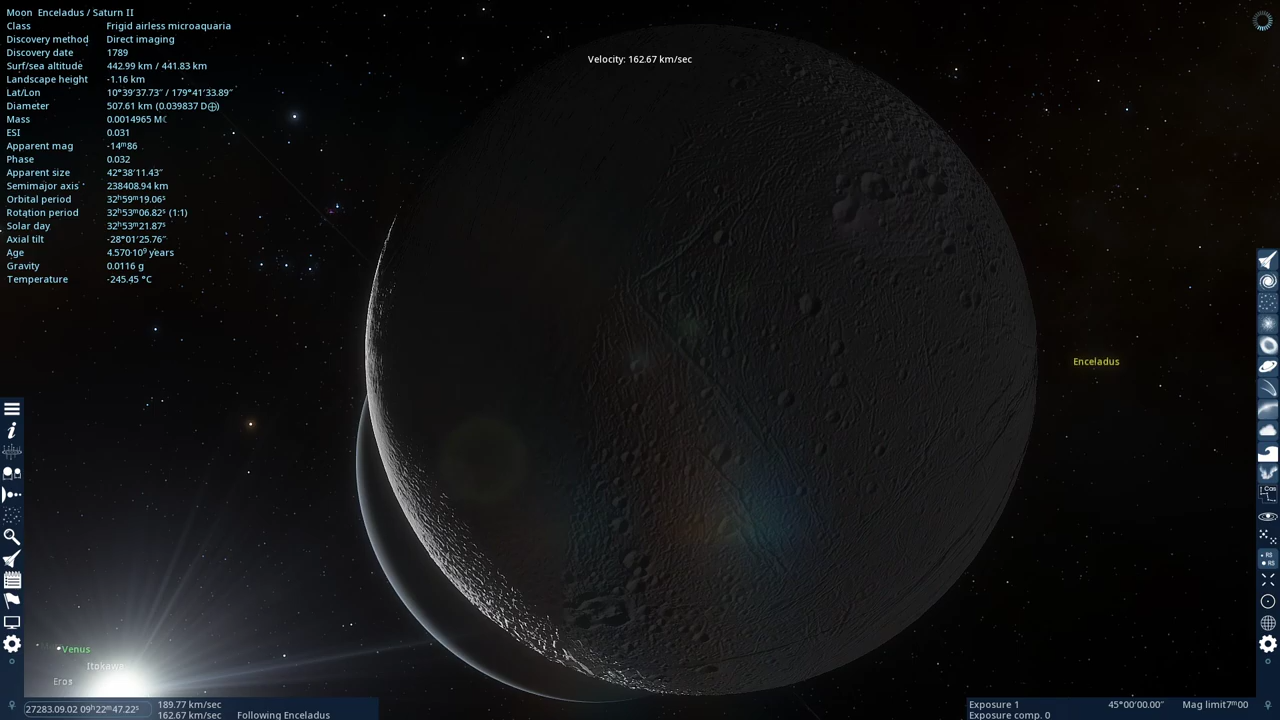 Moon Enceladus / Saturn II
Class Frigid airless microaquaria
Discovery method Direct imaging
Discovery date 1789
Surf/sea altitude 442.99 km / 441.83 km
Landscape height -1.16 km
Lat/Lon 10°39′37.73″ / 179°41′33.89″
Diameter 507.61 km (0.039837 D⊕)
Mass 0.0014965 M☾
ESI 0.031
Apparent mag -14ᵐ86
Phase 0.032
Apparent size 42°38′11.43″
Semimajor axis 238408.94 km
Orbital period 32ʰ59ᵐ19.06ˢ
Rotation period 32ʰ53ᵐ06.82ˢ (1:1)
Solar day 32ʰ53ᵐ21.87ˢ
Axial tilt -28°01′25.76″
Age 4.570·10⁹ years
Gravity 0.0116 g
Temperature -245.45 °C
Velocity: 162.67 km/sec
Enceladus
Venus
Itokawa
Eros
27283.09.02 09ʰ22ᵐ47.22ˢ
189.77 km/sec
162.67 km/sec Following Enceladus
Exposure 1 45°00′00.00″ Mag limit 7ᵐ00
Exposure comp. 0